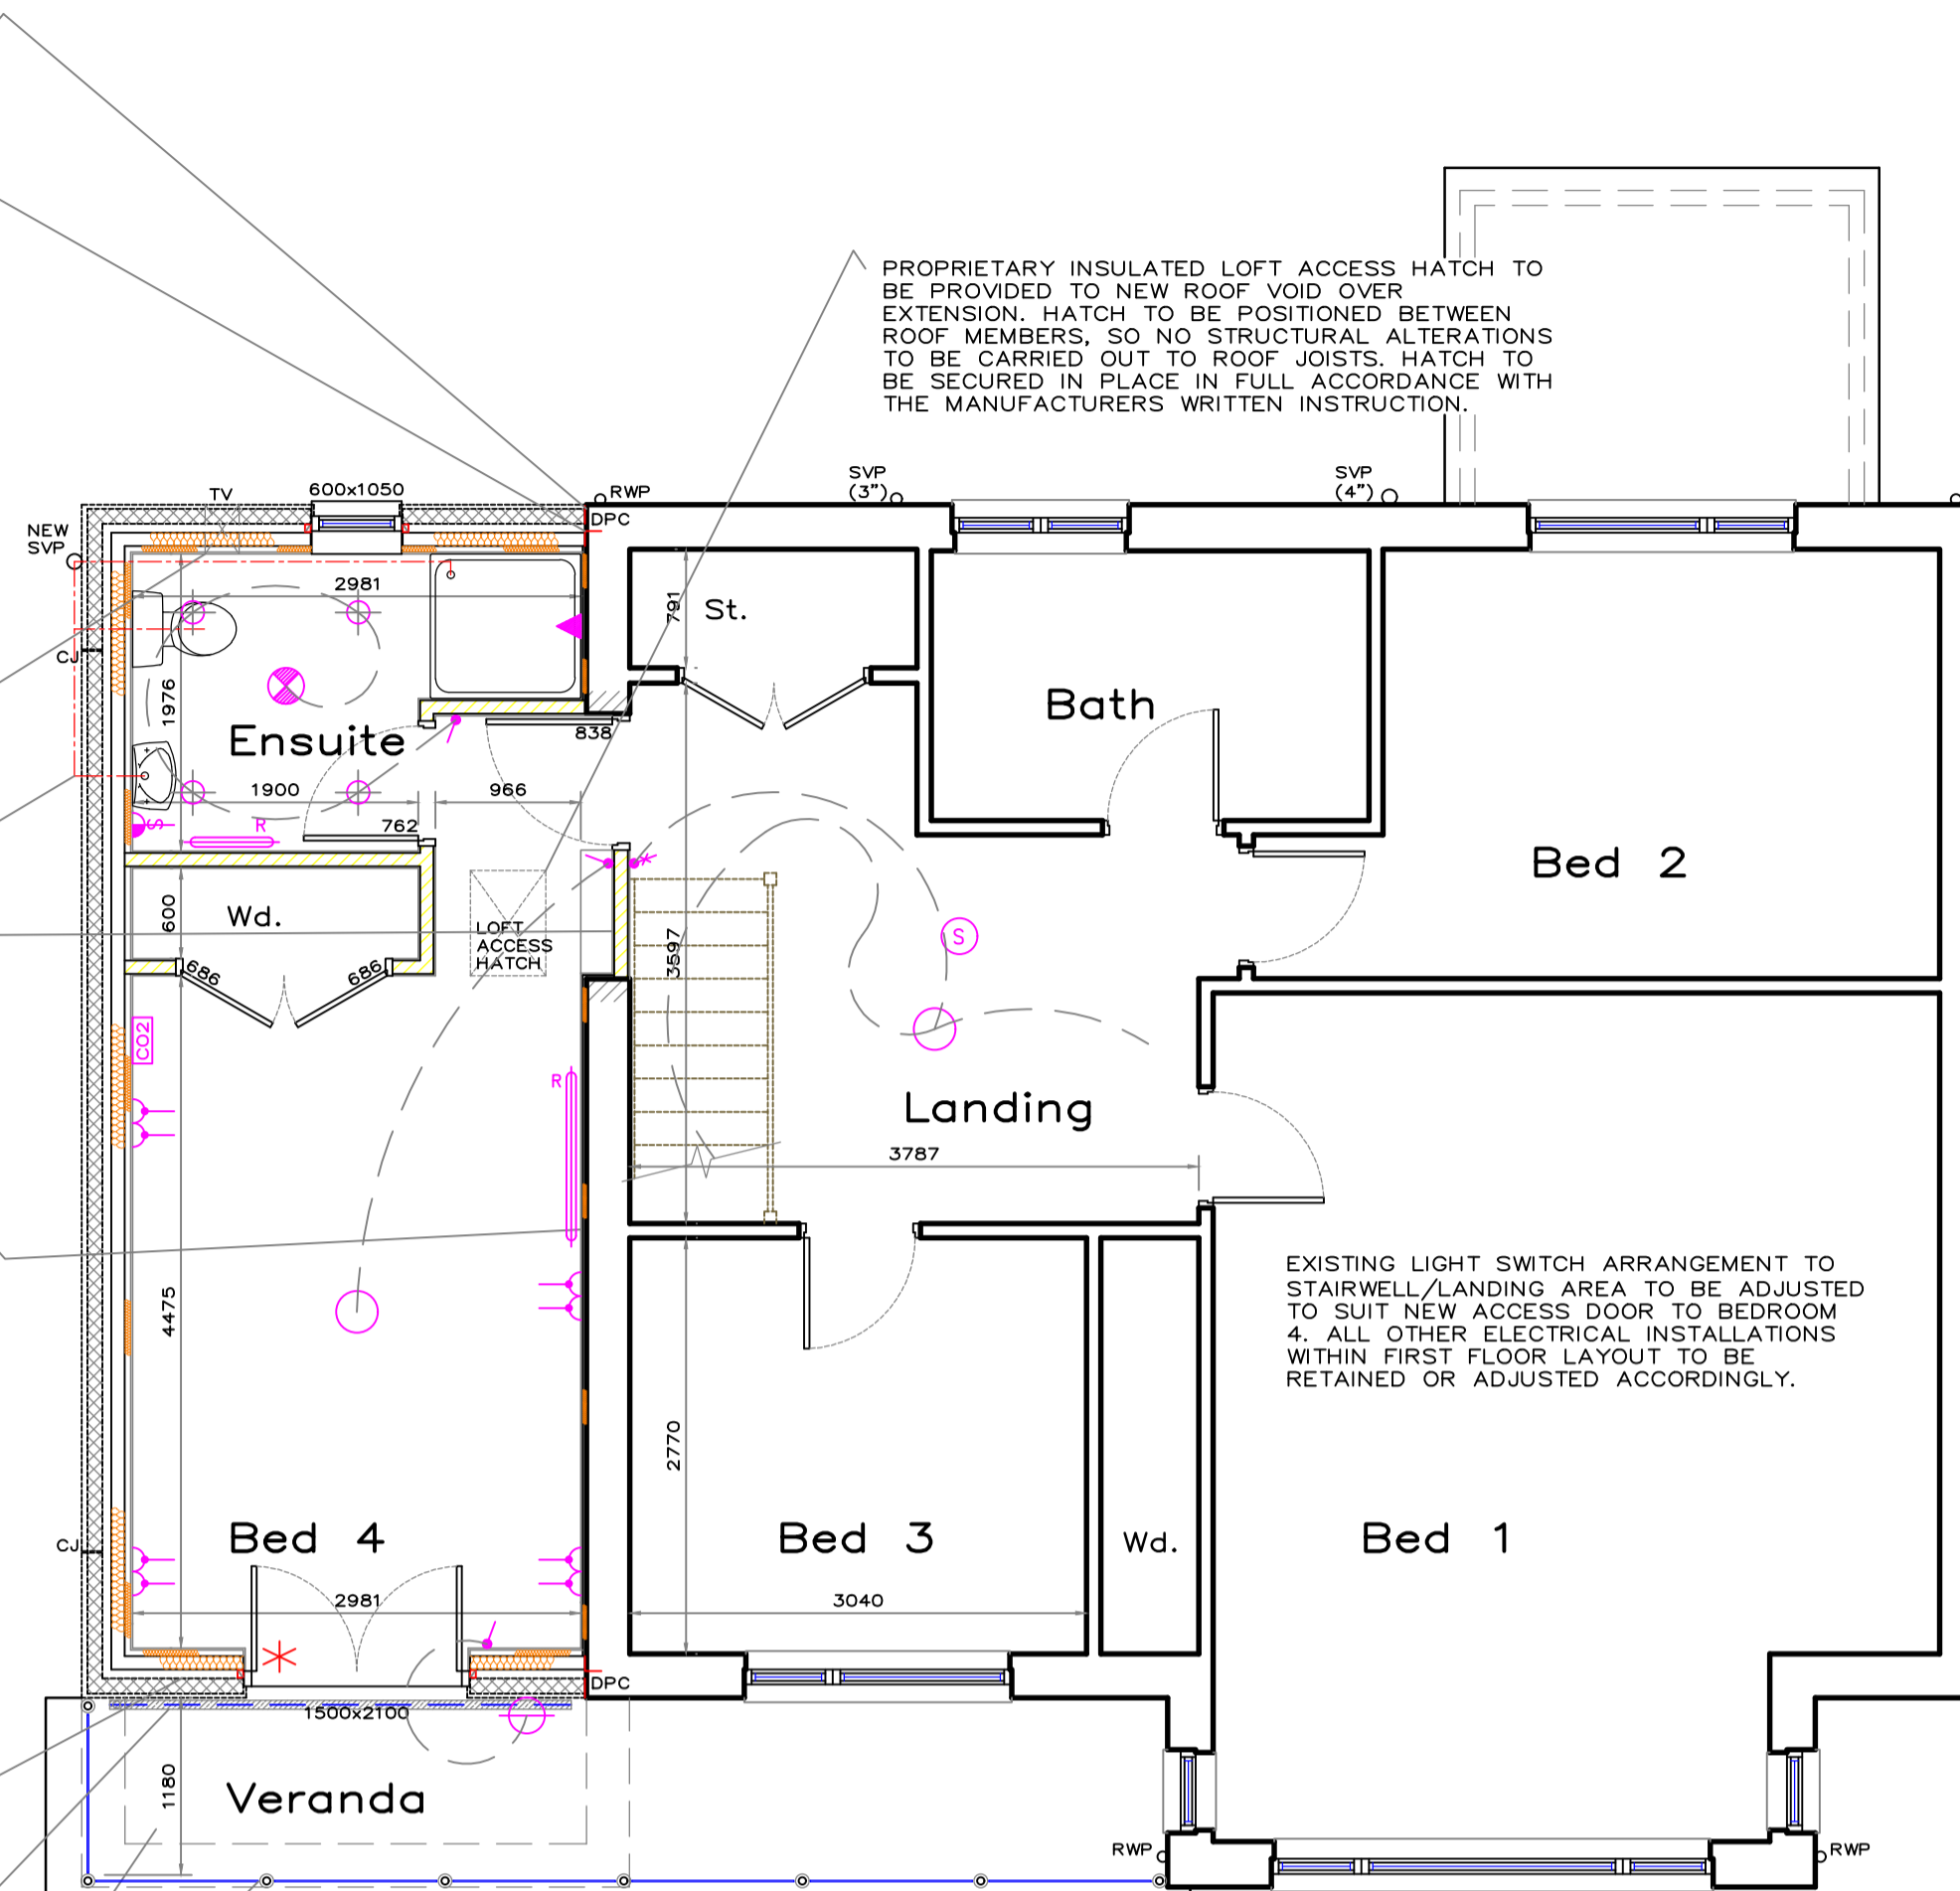 PROPRIETARY INSULATED LOFT ACCESS HATCH TO
BE PROVIDED TO NEW ROOF VOID OVER
EXTENSION. HATCH TO BE POSITIONED BETWEEN
ROOF MEMBERS, SO NO STRUCTURAL ALTERATIONS
TO BE CARRIED OUT TO ROOF JOISTS. HATCH TO
BE SECURED IN PLACE IN FULL ACCORDANCE WITH
THE MANUFACTURERS WRITTEN INSTRUCTION.
SVP
(3")
SVP
(4")
TV
600x1050
RWP
DPC
NEW
SVP
2981
791
St.
CJ
1976
Bath
Ensuite
838
1900
966
762
S
R
Bed 2
600
Wd.
LOFT
ACCESS
HATCH
3597
S
686
686
CO2
R
Landing
3787
EXISTING LIGHT SWITCH ARRANGEMENT TO
STAIRWELL/LANDING AREA TO BE ADJUSTED
TO SUIT NEW ACCESS DOOR TO BEDROOM
4. ALL OTHER ELECTRICAL INSTALLATIONS
WITHIN FIRST FLOOR LAYOUT TO BE
RETAINED OR ADJUSTED ACCORDINGLY.
4475
2770
CJ
Bed 4
Bed 3
Wd.
Bed 1
2981
3040
DPC
1500x2100
1180
Veranda
RWP
RWP